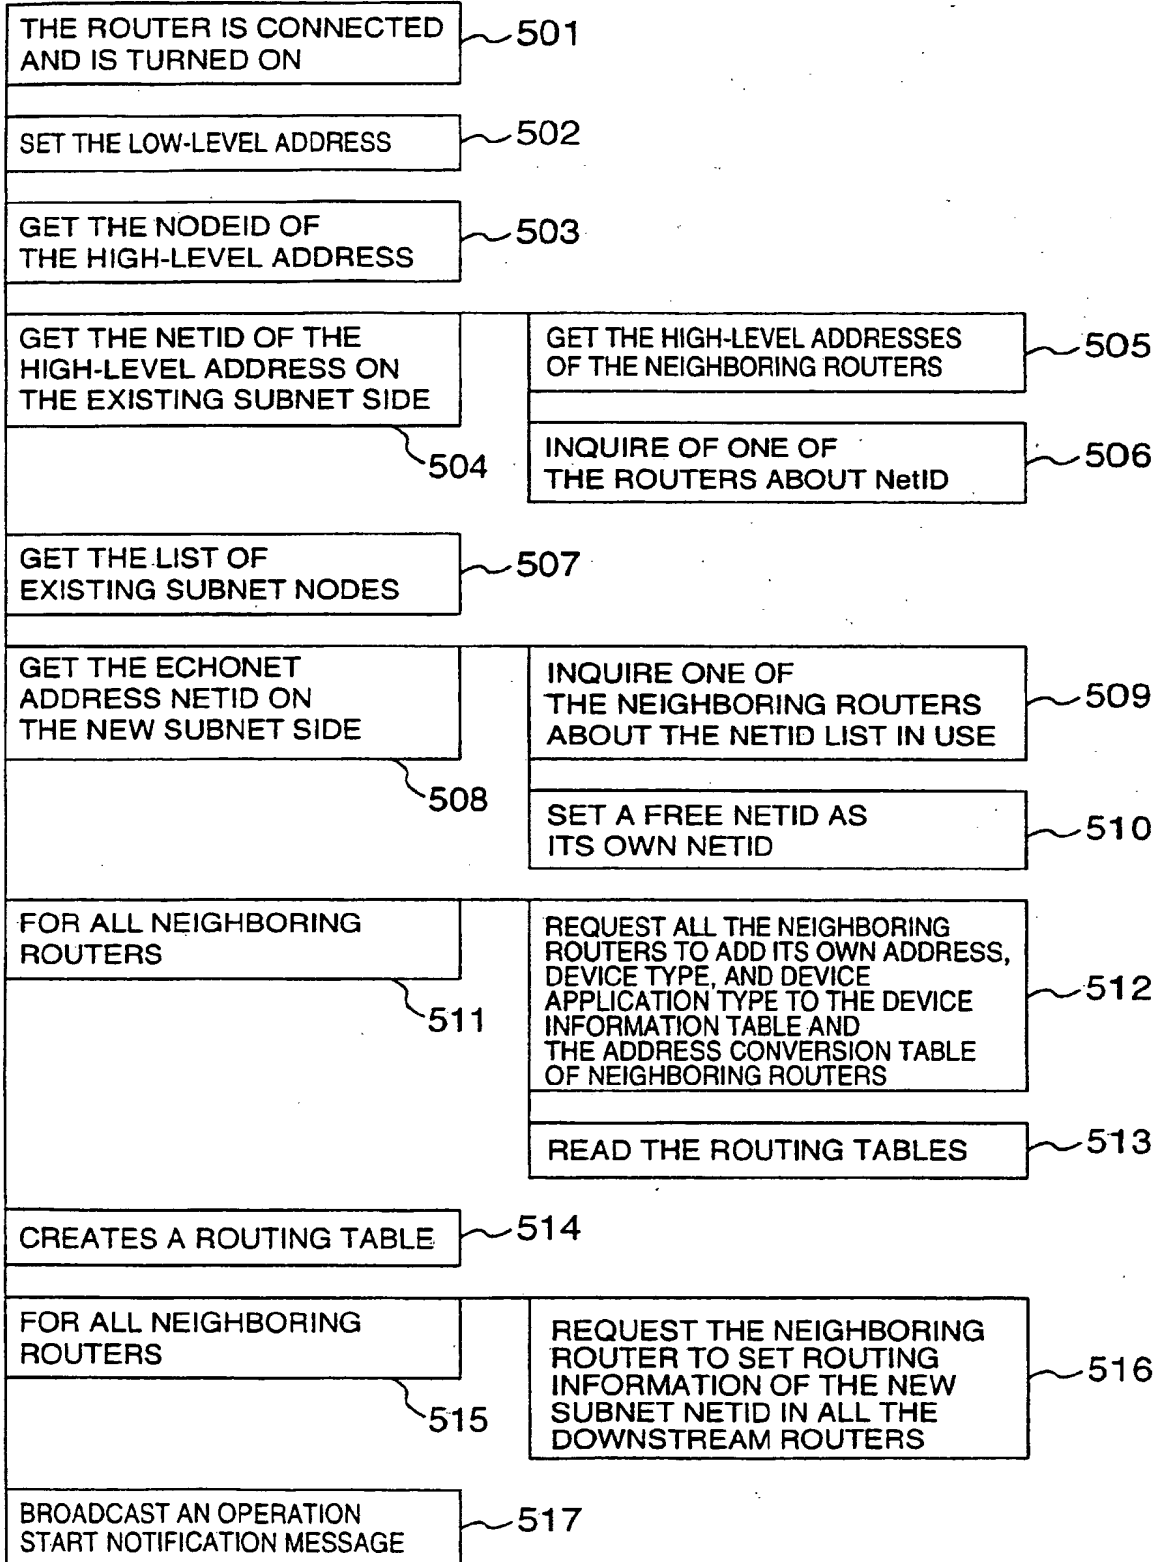 THE ROUTER IS CONNECTED
AND IS TURNED ON
501
SET THE LOW-LEVEL ADDRESS
502
GET THE NODEID OF
THE HIGH-LEVEL ADDRESS
503
GET THE NETID OF THE
HIGH-LEVEL ADDRESS ON
THE EXISTING SUBNET SIDE
504
GET THE HIGH-LEVEL ADDRESSES
OF THE NEIGHBORING ROUTERS
505
INQUIRE OF ONE OF
THE ROUTERS ABOUT NetID
506
GET THE LIST OF
EXISTING SUBNET NODES
507
GET THE ECHONET
ADDRESS NETID ON
THE NEW SUBNET SIDE
508
INQUIRE ONE OF
THE NEIGHBORING ROUTERS
ABOUT THE NETID LIST IN USE
509
SET A FREE NETID AS
ITS OWN NETID
510
FOR ALL NEIGHBORING
ROUTERS
511
REQUEST ALL THE NEIGHBORING
ROUTERS TO ADD ITS OWN ADDRESS,
DEVICE TYPE, AND DEVICE
APPLICATION TYPE TO THE DEVICE
INFORMATION TABLE AND
THE ADDRESS CONVERSION TABLE
OF NEIGHBORING ROUTERS
512
READ THE ROUTING TABLES
513
CREATES A ROUTING TABLE
514
FOR ALL NEIGHBORING
ROUTERS
515
REQUEST THE NEIGHBORING
ROUTER TO SET ROUTING
INFORMATION OF THE NEW
SUBNET NETID IN ALL THE
DOWNSTREAM ROUTERS
516
BROADCAST AN OPERATION
START NOTIFICATION MESSAGE
517